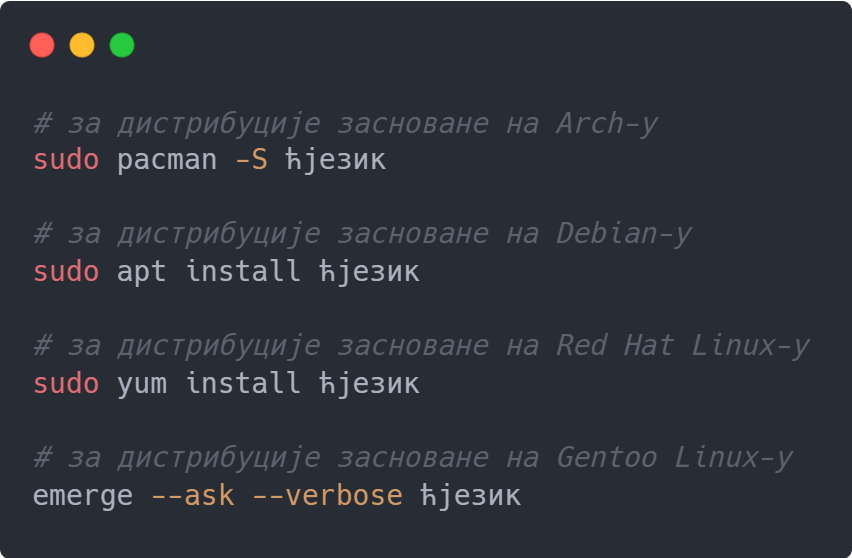 # за дистрибуције засноване на Arch-у
sudo pacman -S ћјезик
# за дистрибуције засноване на Debian-у
sudo apt install ћјезик
# за дистрибуције засноване на Red Hat Linux-у
sudo yum install ћјезик
# за дистрибуције засноване на Gentoo Linux-у
emerge --ask --verbose ћјезик